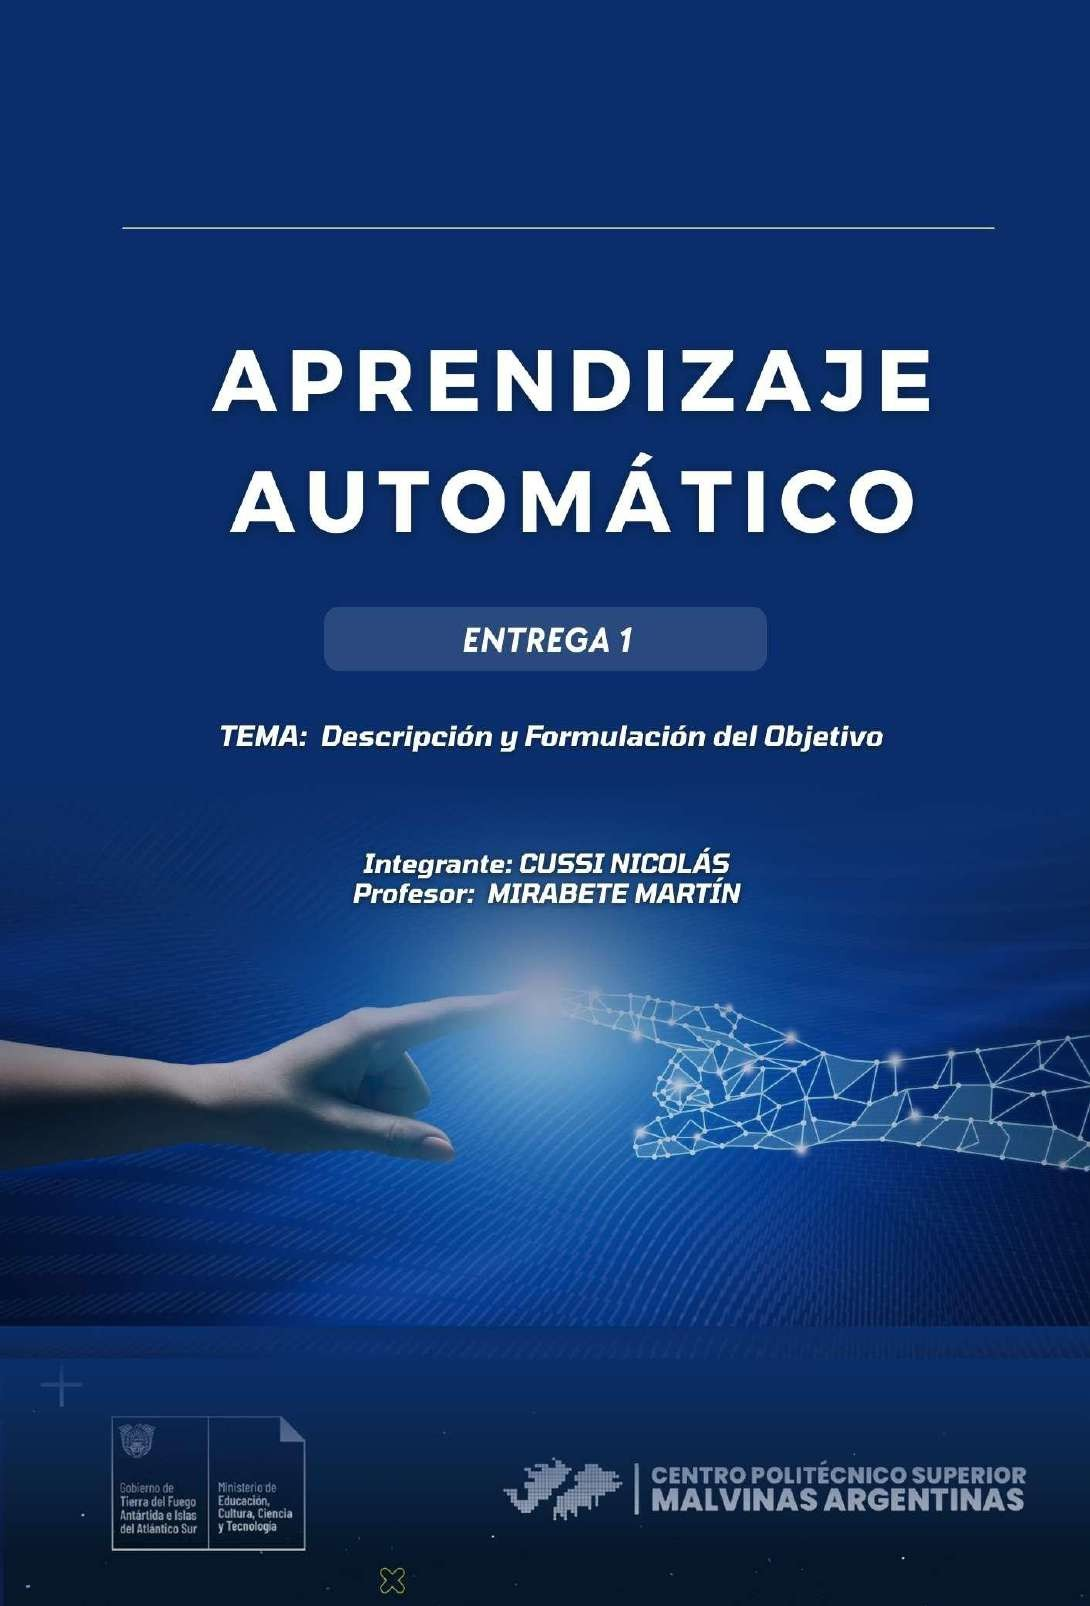 APRENDIZAJE
AUTOMÁTICO
ENTREGA 1
TEMA: Descripción y Formulación del Objetivo
Integrante: CUSSI NICOLÁS
Profesor: MIRABETE MARTÍN
Gobierno de
Tierra del Fuego
Antártida e Islas
del Atlántico Sur
Ministerio de
Educación,
Cultura, Ciencia
y Tecnología
CENTRO POLITÉCNICO SUPERIOR
MALVINAS ARGENTINAS